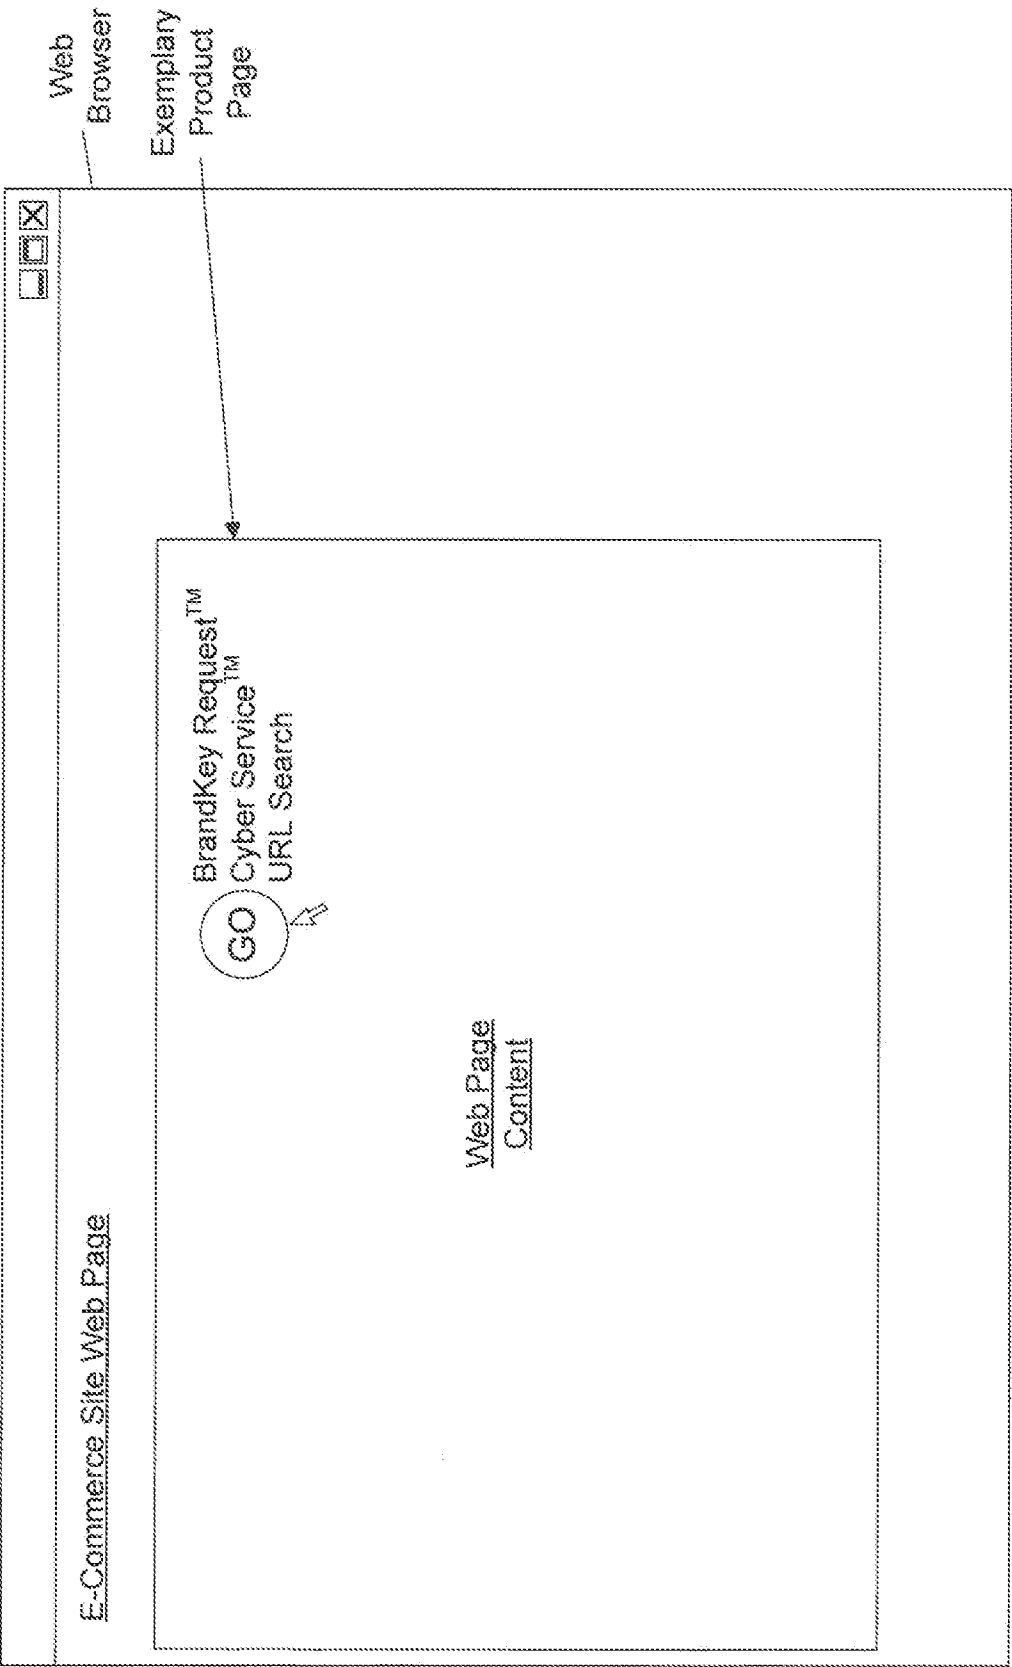 Web
Browser
Exemplary
Product
Page
E-Commerce Site Web Page
BrandKey Request™
GO Cyber Service™
URL Search
Web Page
Content